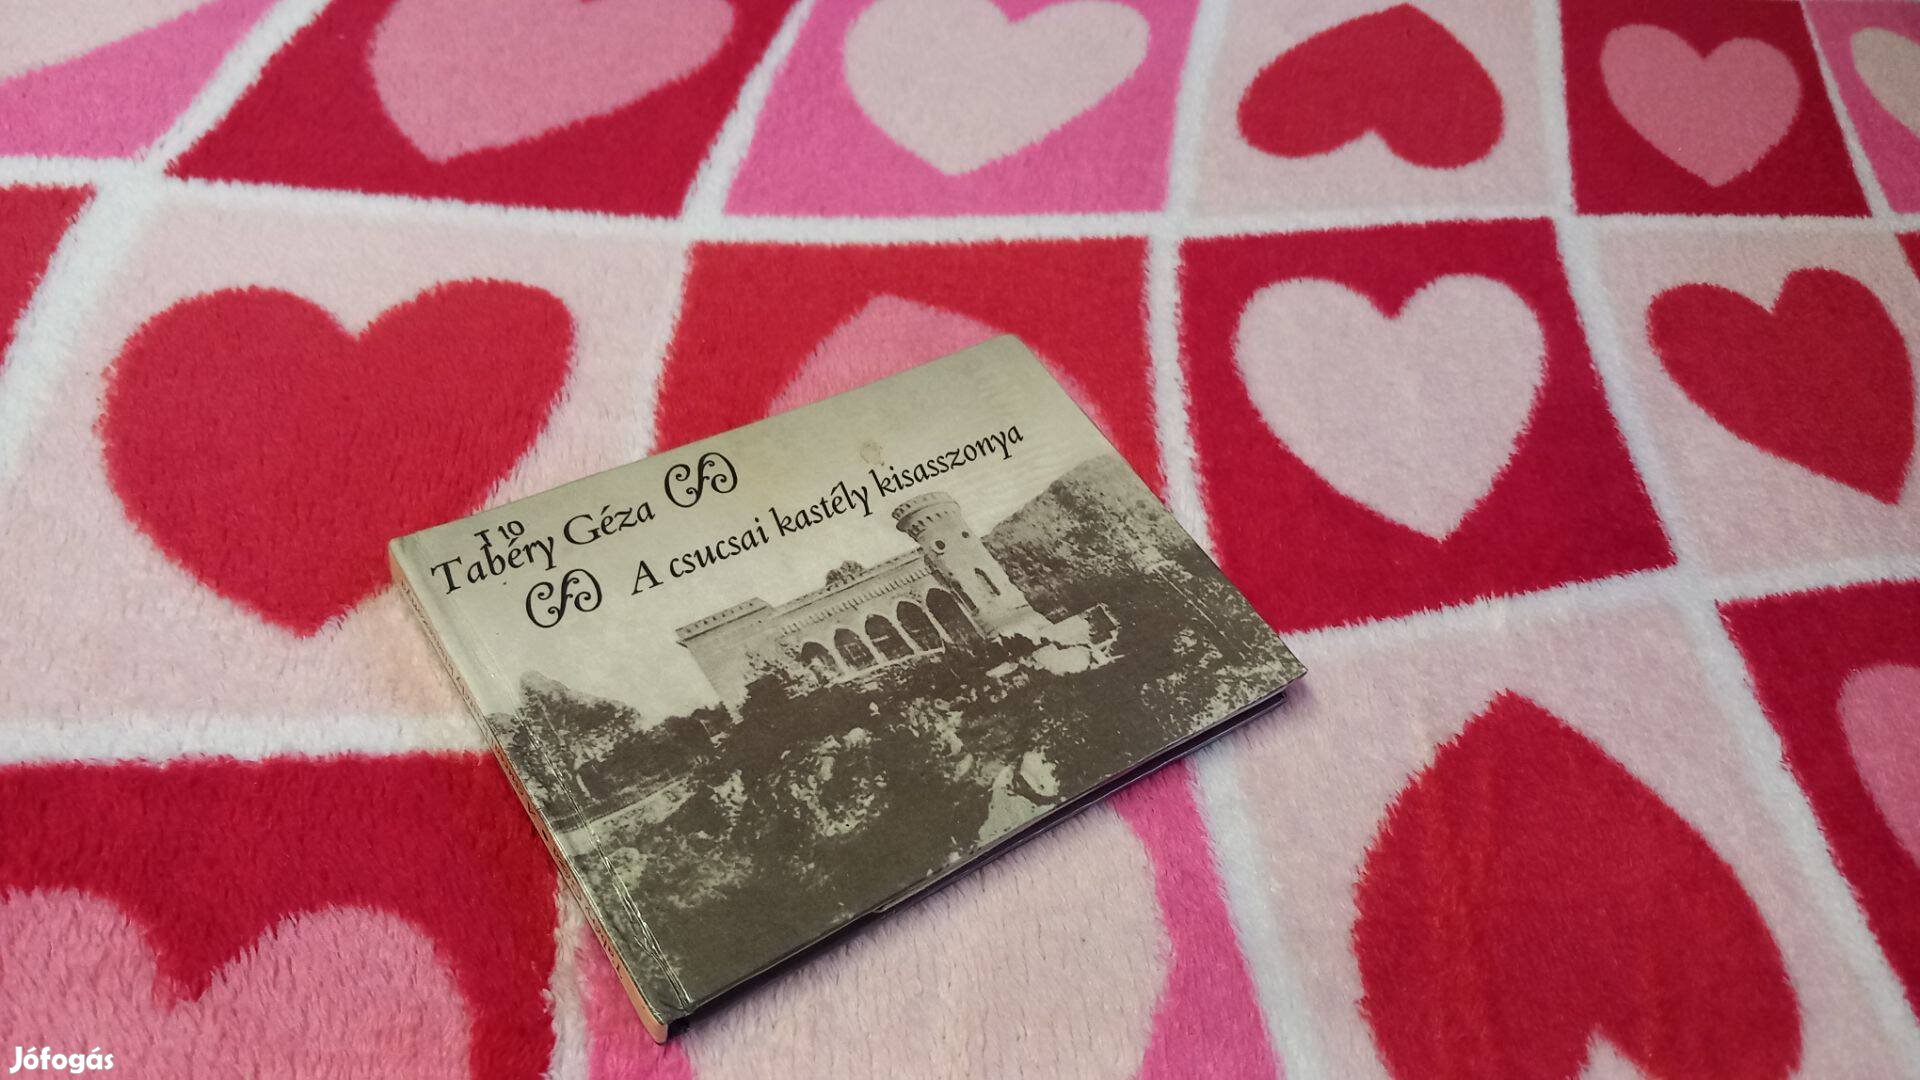 T 10
Tabéry Géza
A csucsai kastély kisasszonya
Jófogás